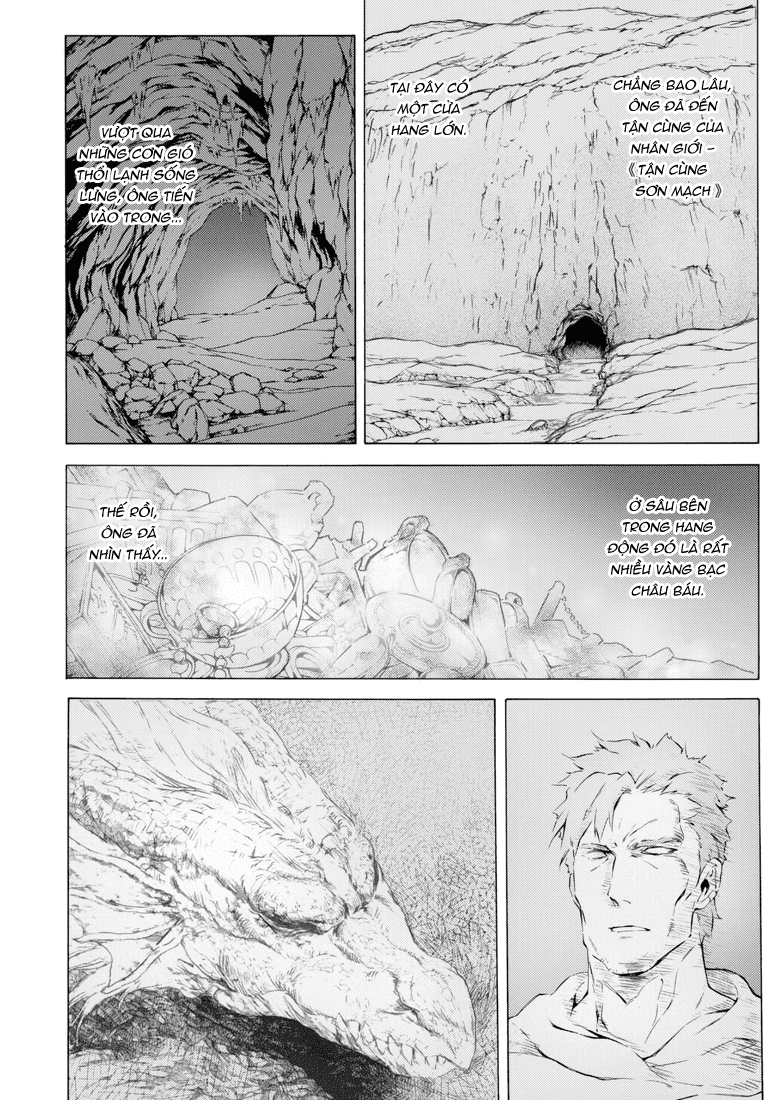 CHẲNG BAO LÂU,
ÔNG ĐÃ ĐẾN
TẬN CÙNG CỦA
NHÂN GIỚI –
《TẬN CÙNG
SƠN MẠCH》
TẠI ĐÂY CÓ
MỘT CỬA
HANG LỚN.
VƯỢT QUA
NHỮNG CƠN GIÓ
THỔI LẠNH SỐNG
LƯNG, ÔNG TIẾN
VÀO TRONG...
Ở SÂU BÊN
TRONG HANG
ĐỘNG ĐÓ LÀ RẤT
NHIỀU VÀNG BẠC
CHÂU BÁU.
THẾ RỒI,
ÔNG ĐÃ
NHÌN THẤY...